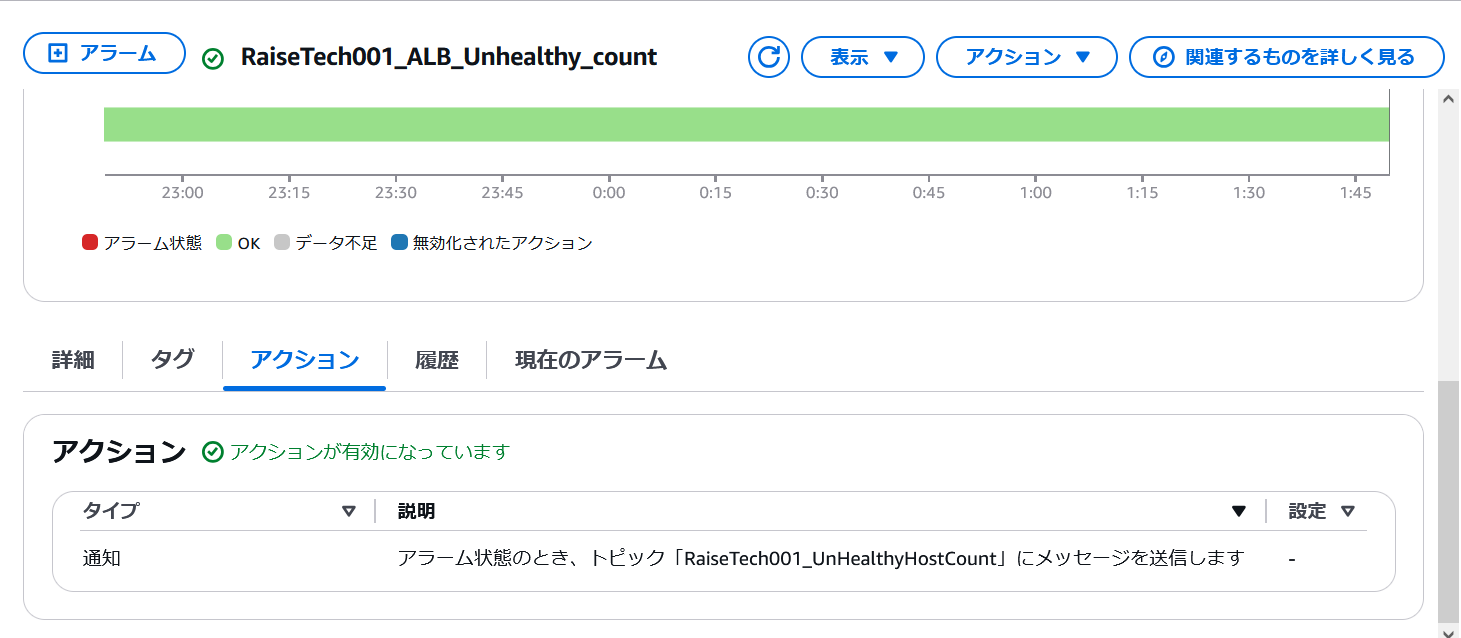 アラーム
RaiseTech001_ALB_Unhealthy_count
表示
アクション
関連するものを詳しく見る
23:00 23:15 23:30 23:45 0:00 0:15 0:30 0:45 1:00 1:15 1:30 1:45
アラーム状態 OK データ不足 無効化されたアクション
詳細 タグ アクション 履歴 現在のアラーム
アクション アクションが有効になっています
タイプ 説明 設定
通知 アラーム状態のとき、トピック「RaiseTech001_UnHealthyHostCount」にメッセージを送信します -